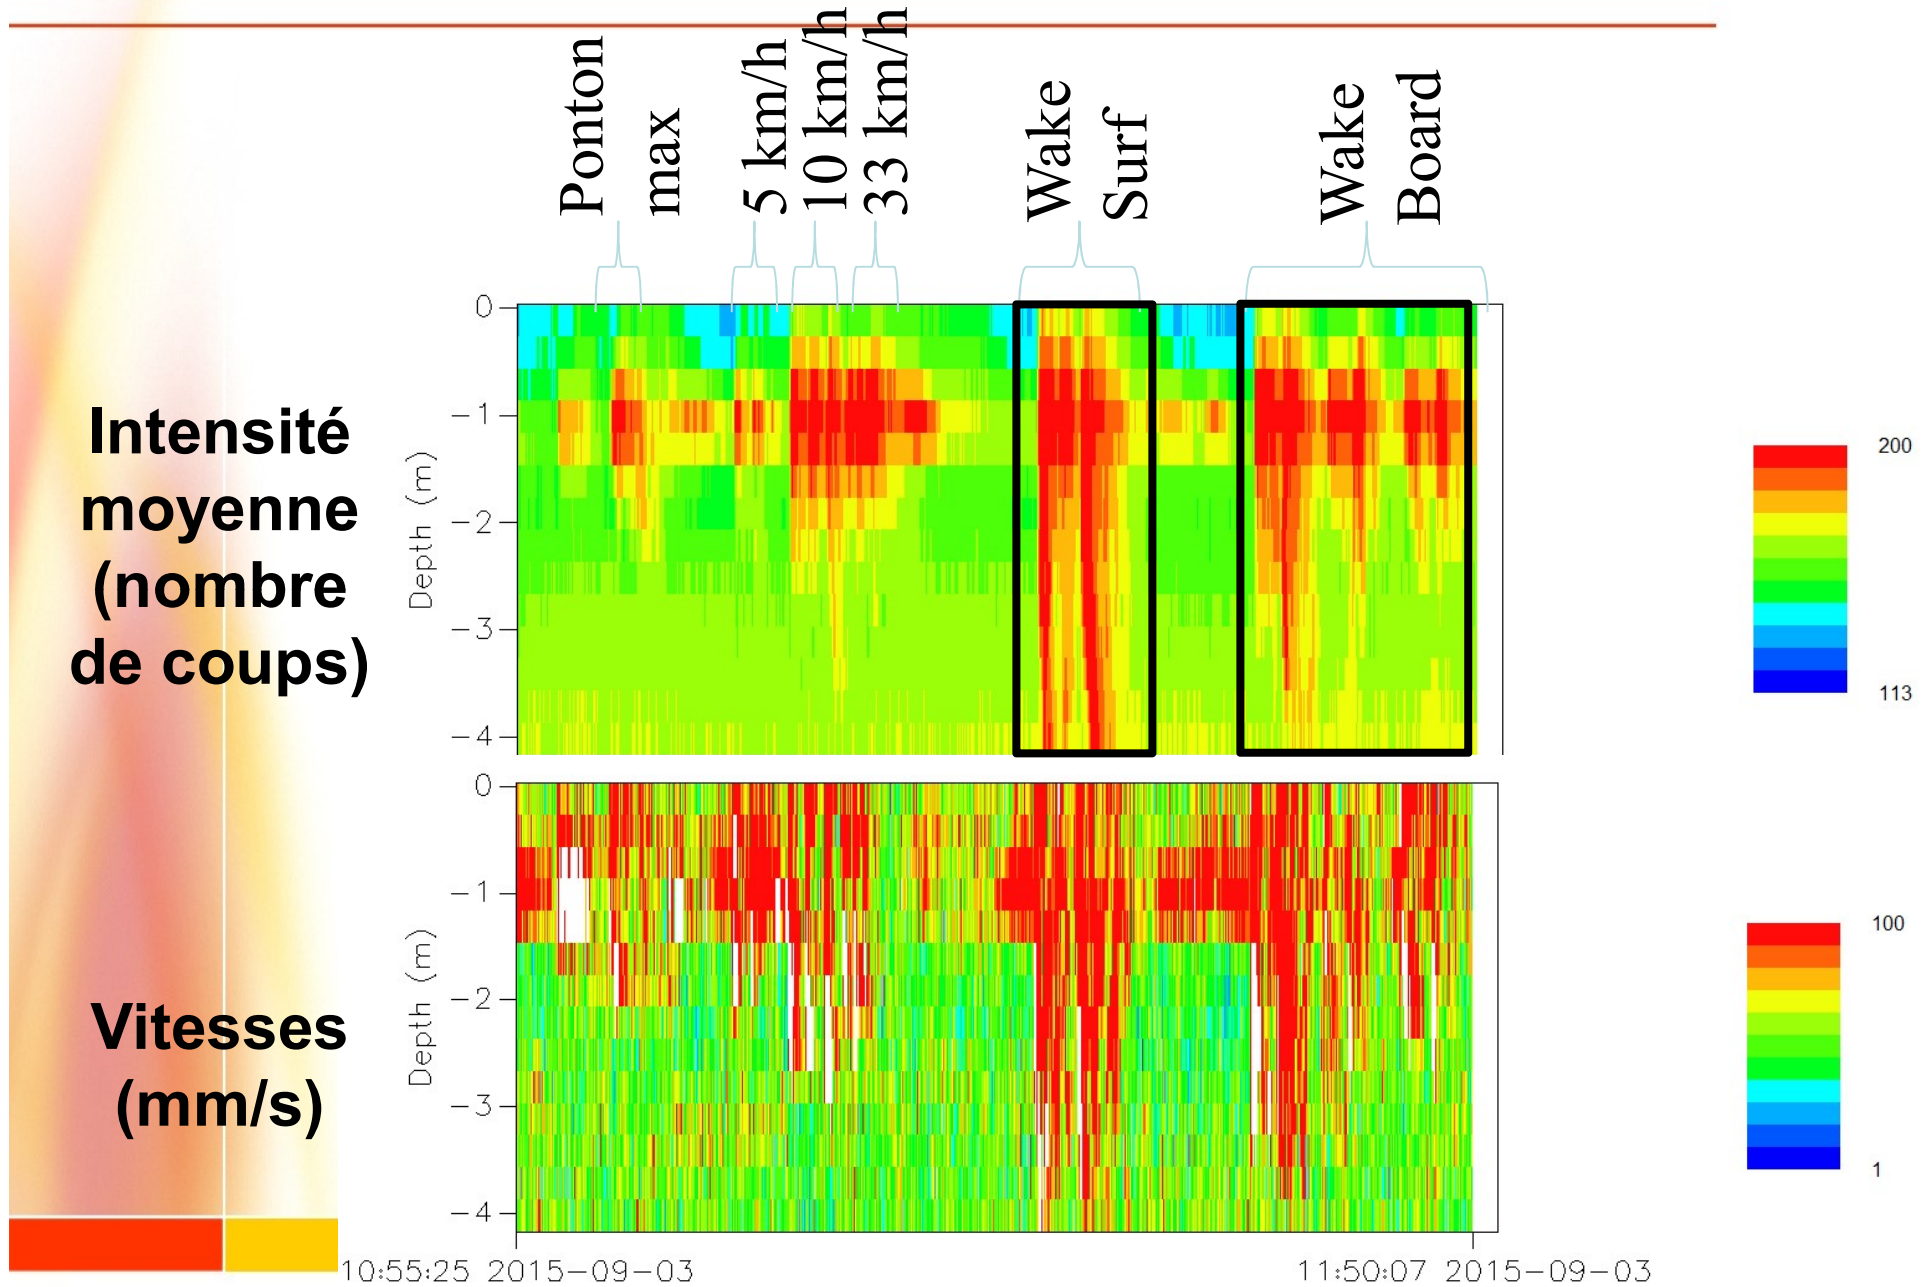 Ponton
max
5 km/h
10 km/h
33 km/h
Wake
Surf
Wake
Board
Intensité
moyenne
(nombre
de coups)
Depth (m)
0
-1
-2
-3
-4
200
113
Vitesses
(mm/s)
Depth (m)
0
-1
-2
-3
-4
100
1
10:55:25 2015-09-03
11:50:07 2015-09-03